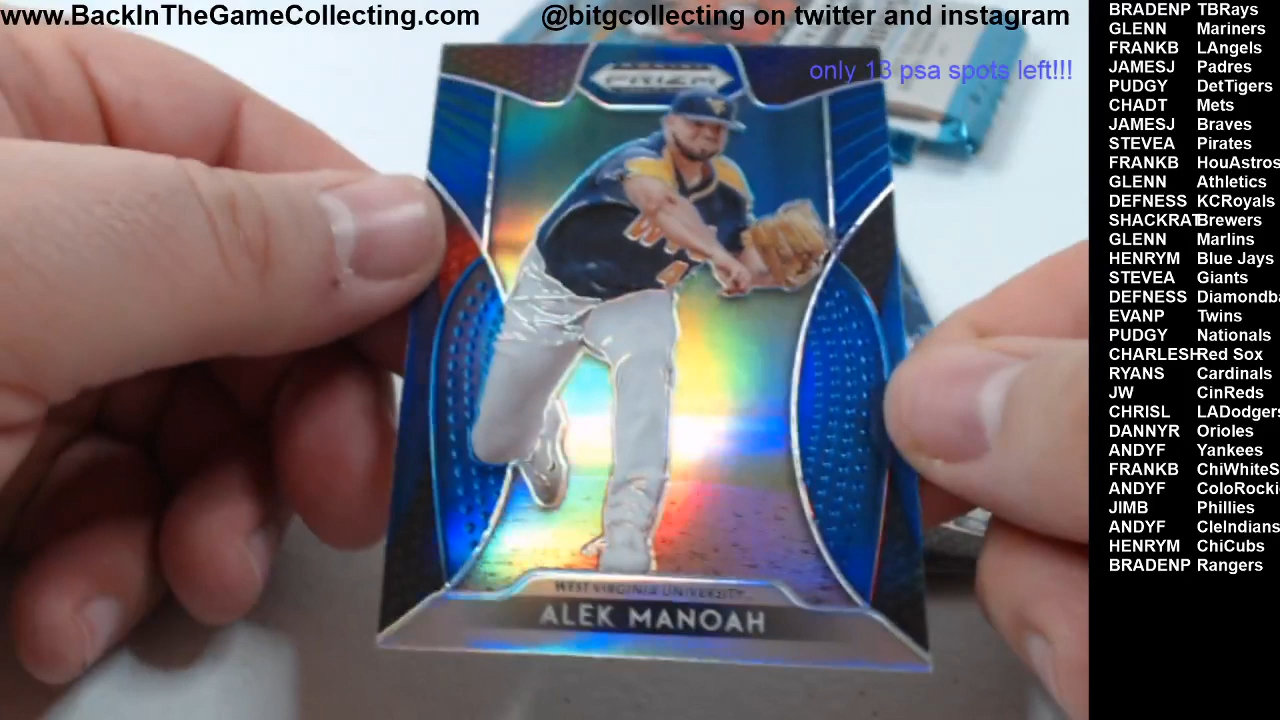 www.BackInTheGameCollecting.com @bitgcollecting on twitter and instagram
only 13 psa spots left!!!
PRIZM
W
4
WEST VIRGINIA UNIVERSITY
ALEK MANOAH
BRADENP TBRays
GLENN Mariners
FRANKB LAngels
JAMESJ Padres
PUDGY DetTigers
CHADT Mets
JAMESJ Braves
STEVEA Pirates
FRANKB HouAstros
GLENN Athletics
DEFNESS KCRoyals
SHACKRAT Brewers
GLENN Marlins
HENRYM Blue Jays
STEVEA Giants
DEFNESS Diamondb
EVANP Twins
PUDGY Nationals
CHARLESH Red Sox
RYANS Cardinals
JW CinReds
CHRISL LADodgers
DANNYR Orioles
ANDYF Yankees
FRANKB ChiWhiteS
ANDYF ColoRocki
JIMB Phillies
ANDYF CleIndians
HENRYM ChiCubs
BRADENP Rangers